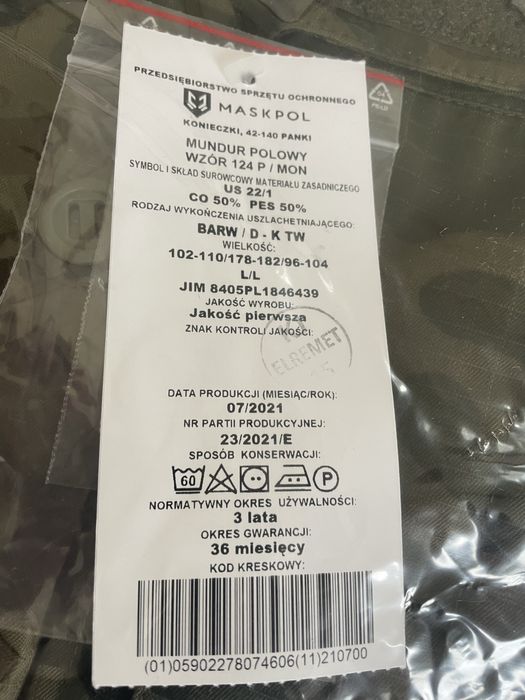 PRZEDSIĘBIORSTWO SPRZĘTU OCHRONNEGO
MASKPOL
KONIECZKI, 42-140 PANKI
MUNDUR POLOWY
WZÓR 124 P / MON
SYMBOL I SKŁAD SUROWCOWY MATERIAŁU ZASADNICZEGO
US 22/1
CO 50% PES 50%
RODZAJ WYKOŃCZENIA USZLACHETNIAJĄCEGO:
BARW / D - K TW
WIELKOŚĆ:
102-110/178-182/96-104
L/L
JIM 8405PL1846439
JAKOŚĆ WYROBU:
Jakość pierwsza
ZNAK KONTROLI JAKOŚCI:
KJ
ELREMET
DATA PRODUKCJI (MIESIĄC/ROK):
07/2021
NR PARTII PRODUKCYJNEJ:
23/2021/E
SPOSÓB KONSERWACJI:
60 P
NORMATYWNY OKRES UŻYWALNOŚCI:
3 lata
OKRES GWARANCJI:
36 miesięcy
KOD KRESKOWY:
(01)05902278074606(11)210700